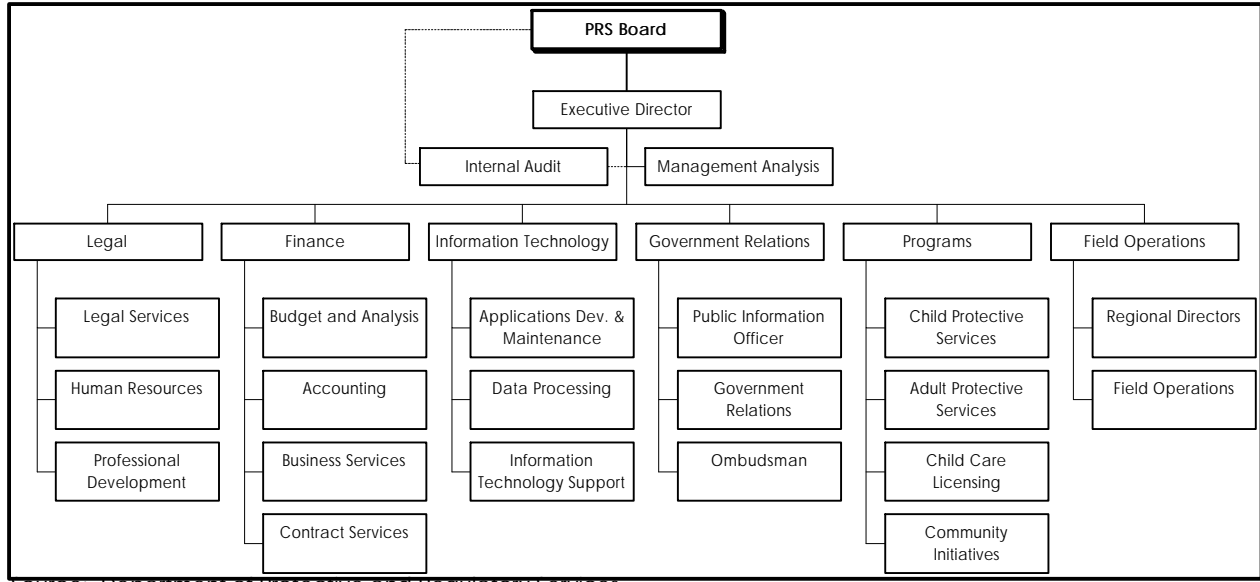 PRS Board
Executive Director
Internal Audit
Management Analysis
Legal
Finance
Information Technology
Government Relations
Programs
Field Operations
Legal Services
Budget and Analysis
Applications Dev. &
Maintenance
Public Information
Officer
Child Protective
Services
Regional Directors
Human Resources
Accounting
Data Processing
Government
Relations
Adult Protective
Services
Field Operations
Professional
Development
Business Services
Information
Technology Support
Ombudsman
Child Care
Licensing
Contract Services
Community
Initiatives